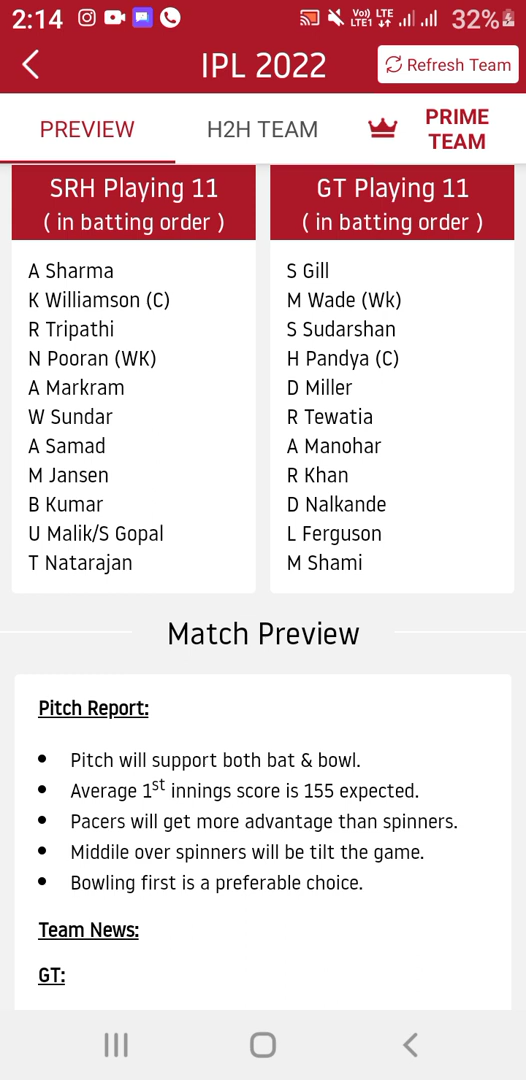 2:14 Vo) LTE LTE1 32%
IPL 2022 Refresh Team
PREVIEW H2H TEAM PRIME TEAM
SRH Playing 11
( in batting order )
A Sharma
K Williamson (C)
R Tripathi
N Pooran (WK)
A Markram
W Sundar
A Samad
M Jansen
B Kumar
U Malik/S Gopal
T Natarajan
GT Playing 11
( in batting order )
S Gill
M Wade (Wk)
S Sudarshan
H Pandya (C)
D Miller
R Tewatia
A Manohar
R Khan
D Nalkande
L Ferguson
M Shami
Match Preview
Pitch Report:
• Pitch will support both bat & bowl.
• Average 1st innings score is 155 expected.
• Pacers will get more advantage than spinners.
• Middile over spinners will be tilt the game.
• Bowling first is a preferable choice.
Team News:
GT: